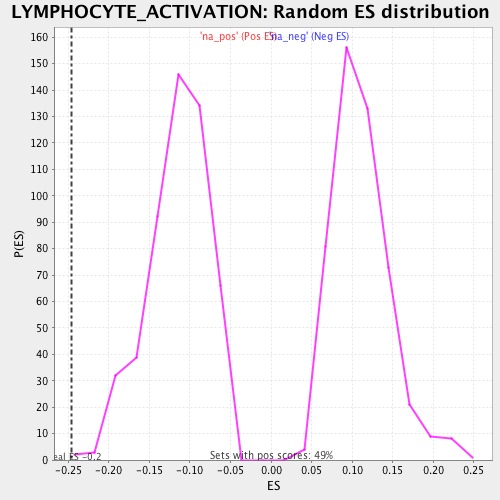 LYMPHOCYTE_ACTIVATION: Random ES distribution
'na_pos' (Pos ES) 'na_neg' (Neg ES)
160
150
140
130
120
110
100
90
80
70
60
50
40
30
20
10
0
P(ES)
Sets with pos scores: 49%
-0.25 -0.20 -0.15 -0.10 -0.05 0.00 0.05 0.10 0.15 0.20 0.25
ES